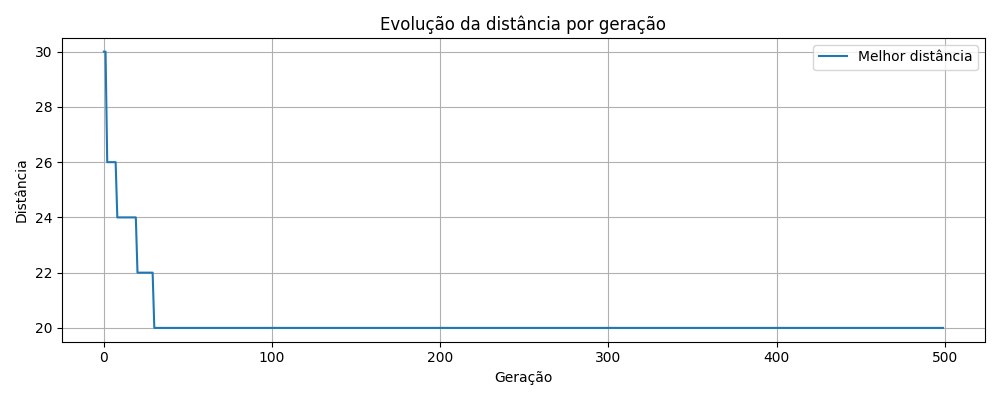 Evolução da distância por geração
Melhor distância
Distância
30
28
26
24
22
20
0 100 200 300 400 500
Geração